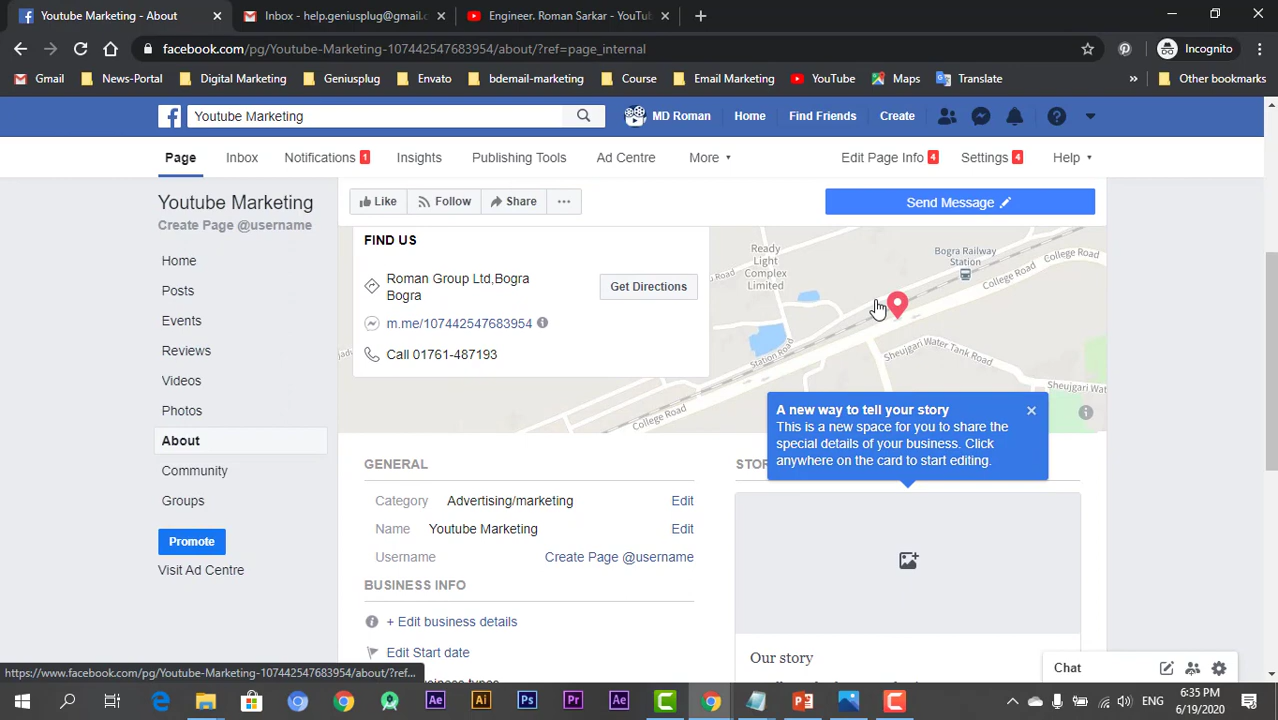 Youtube Marketing - About
Inbox - help.geniusplug@gmail.c
Engineer. Roman Sarkar - YouTu
facebook.com/pg/Youtube-Marketing-107442547683954/about/?ref=page_internal
Incognito
Gmail
News-Portal
Digital Marketing
Geniusplug
Envato
bdemail-marketing
Course
Email Marketing
YouTube
Maps
Translate
»
Other bookmarks
Youtube Marketing
MD Roman
Home
Find Friends
Create
Page
Inbox
Notifications 1
Insights
Publishing Tools
Ad Centre
More
Edit Page Info 4
Settings 4
Help
Youtube Marketing
Create Page @username
Like
Follow
Share
...
Send Message
Home
Posts
Events
Reviews
Videos
Photos
About
Community
Groups
Promote
Visit Ad Centre
FIND US
Roman Group Ltd,Bogra
Bogra
Get Directions
m.me/107442547683954
Call 01761-487193
Ready
Light
Complex
Limited
Bogra Railway
Station
College Road
College Road
Station Road
College Road
Sheujgari Water Tank Road
Sheujgari Wate
A new way to tell your story
This is a new space for you to share the
special details of your business. Click
anywhere on the card to start editing.
GENERAL
Category Advertising/marketing Edit
Name Youtube Marketing Edit
Username Create Page @username
BUSINESS INFO
+ Edit business details
Edit Start date
Our story
Chat
https://www.facebook.com/pg/Youtube-Marketing-107442547683954/about/?ref...
Ae
Ai
Ps
Pr
Ae
ENG
6:35 PM
6/19/2020